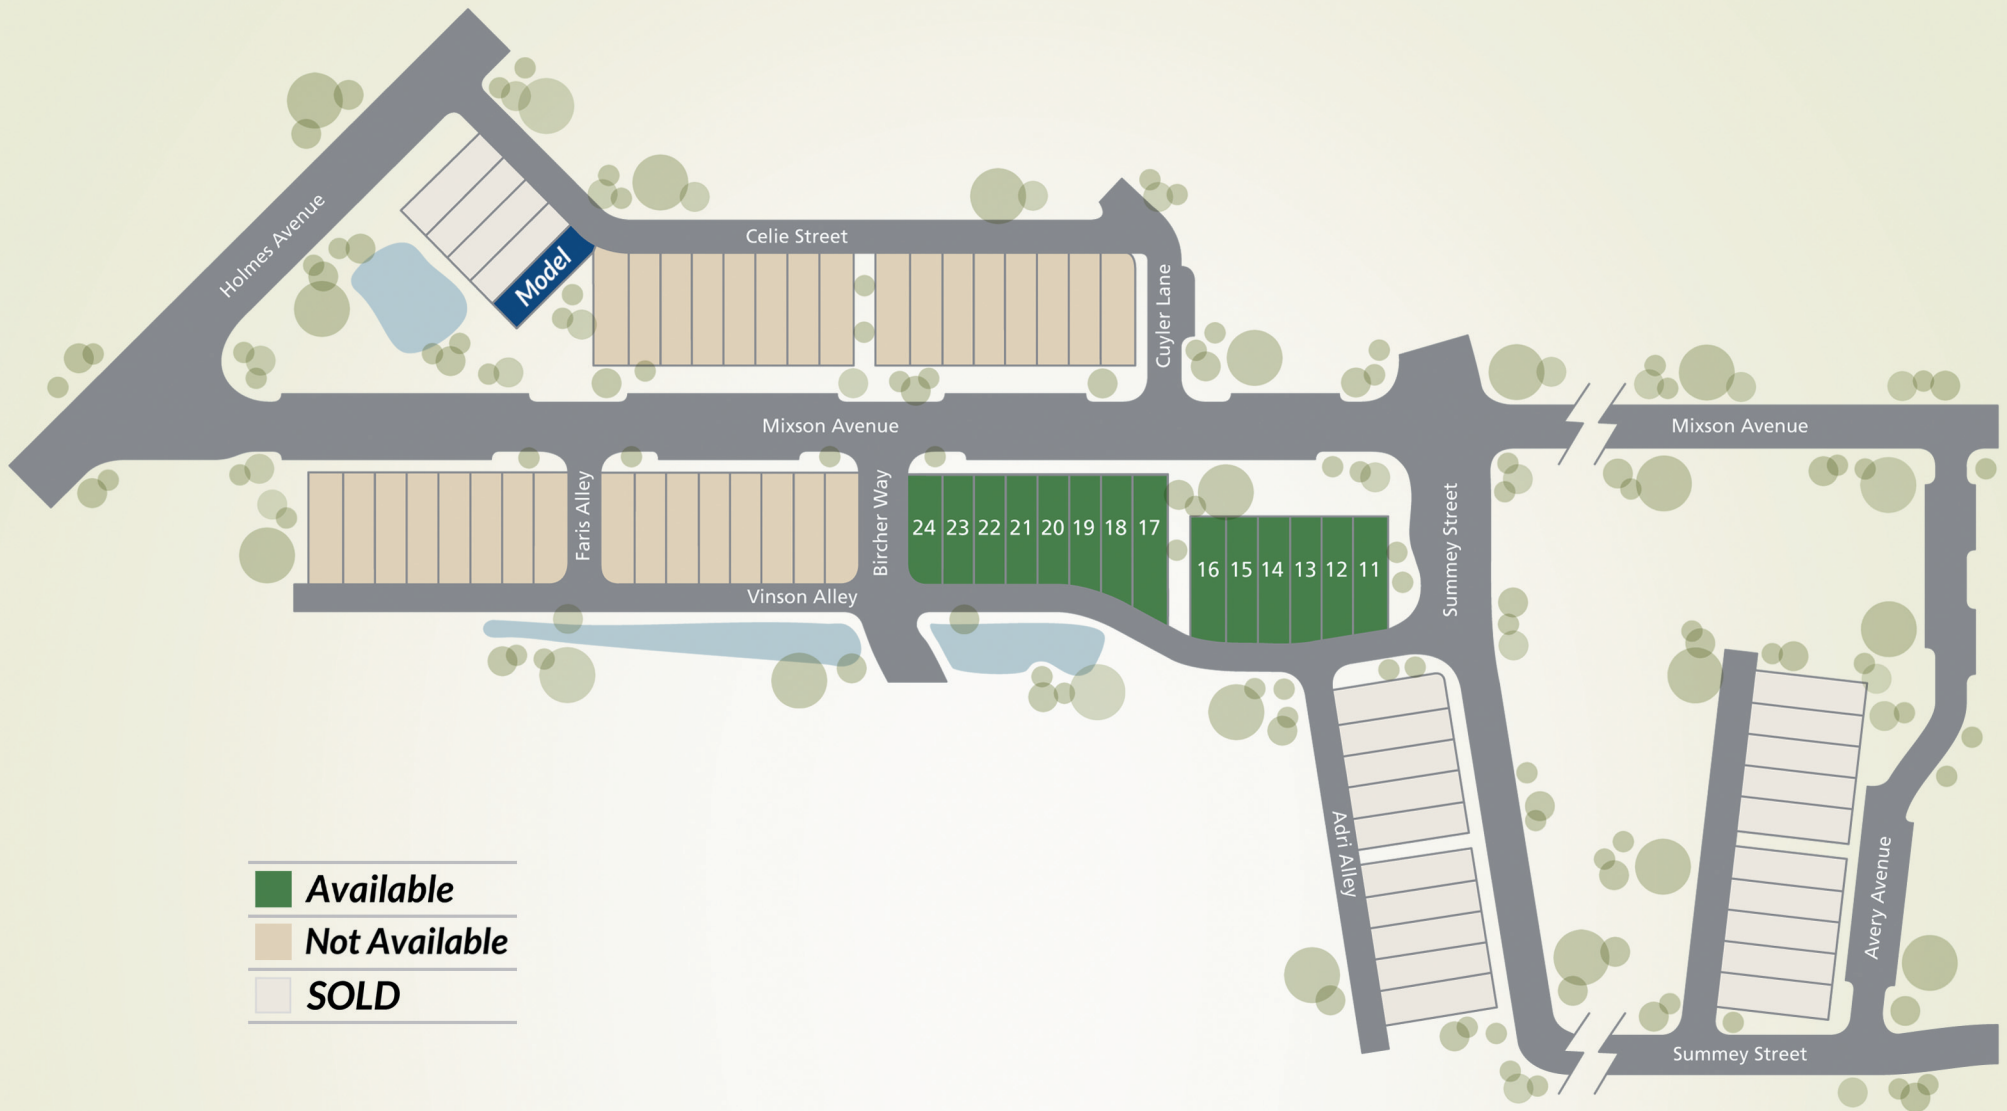 Holmes Avenue
Model
Celie Street
Cuyler Lane
Mixson Avenue
Mixson Avenue
Faris Alley
Bircher Way
24 23 22 21 20 19 18 17
16 15 14 13 12 11
Summey Street
Vinson Alley
Adri Alley
Avery Avenue
Available
Not Available
SOLD
Summey Street